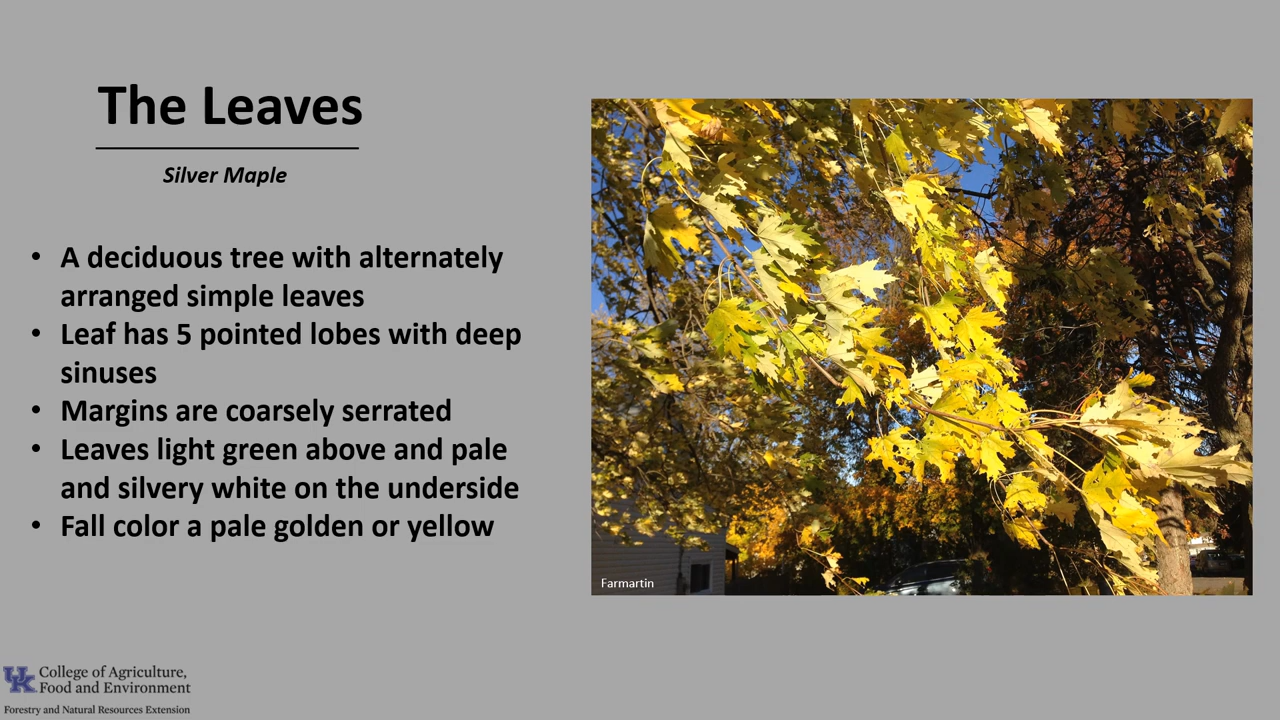 The Leaves
Silver Maple
• A deciduous tree with alternately
arranged simple leaves
• Leaf has 5 pointed lobes with deep
sinuses
• Margins are coarsely serrated
• Leaves light green above and pale
and silvery white on the underside
• Fall color a pale golden or yellow
Farmartin
UK College of Agriculture,
Food and Environment
Forestry and Natural Resources Extension